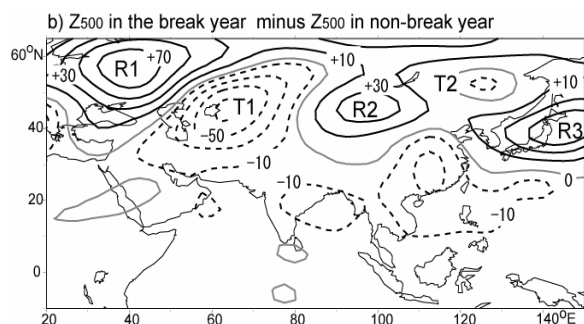 b) Z500 in the break year minus Z500 in non-break year
60°N
40
20
0
R1
+70
+30
+10
T1
−50
−10
+30
R2
T2
+10
R3
0
−10
−10
20
40
60
80
100
120
140°E